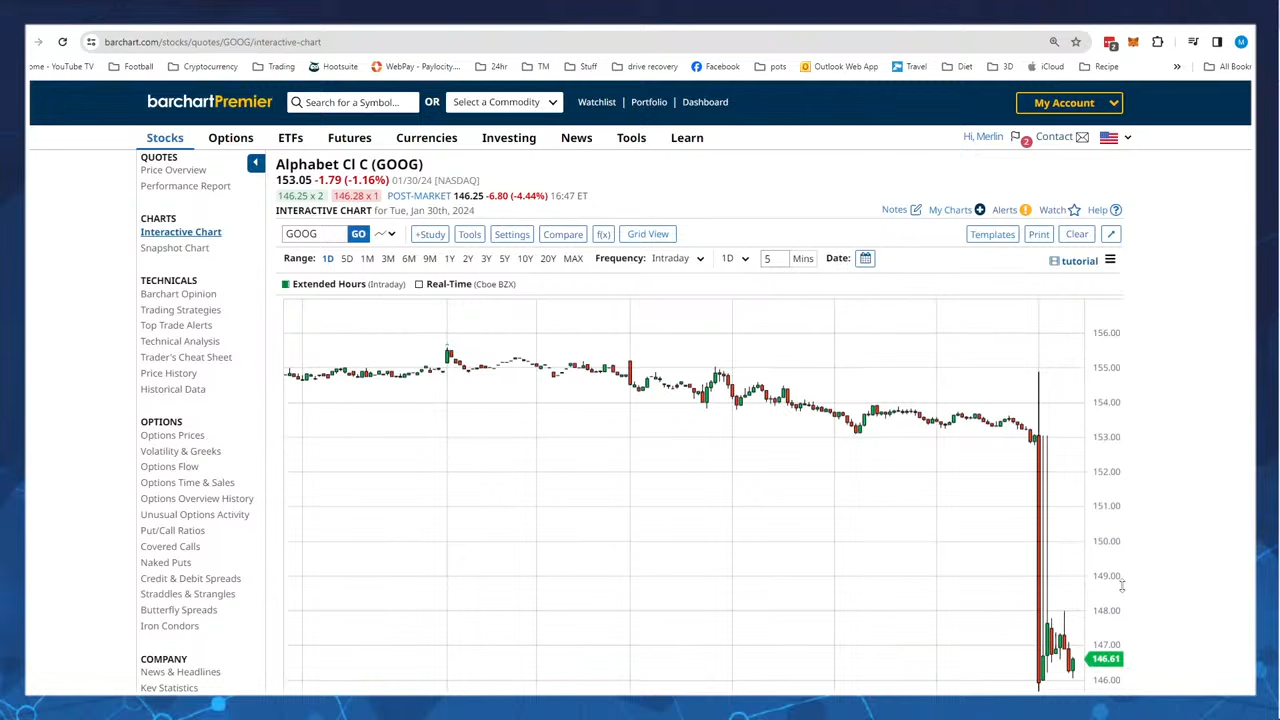 barchart.com/stocks/quotes/GOOG/interactive-chart
2
M
ome - YouTube TV Football Cryptocurrency Trading Hootsuite WebPay - Paylocity.... 24hr TM Stuff drive recovery Facebook pots Outlook Web App Travel Diet 3D iCloud Recipe » All Bookr
barchartPremier Search for a Symbol... OR Select a Commodity Watchlist Portfolio Dashboard My Account
Stocks Options ETFs Futures Currencies Investing News Tools Learn Hi, Merlin 2 Contact
QUOTES
Price Overview
Performance Report
CHARTS
Interactive Chart
Snapshot Chart
TECHNICALS
Barchart Opinion
Trading Strategies
Top Trade Alerts
Technical Analysis
Trader's Cheat Sheet
Price History
Historical Data
OPTIONS
Options Prices
Volatility & Greeks
Options Flow
Options Time & Sales
Options Overview History
Unusual Options Activity
Put/Call Ratios
Covered Calls
Naked Puts
Credit & Debit Spreads
Straddles & Strangles
Butterfly Spreads
Iron Condors
COMPANY
News & Headlines
Key Statistics
Alphabet Cl C (GOOG)
153.05 -1.79 (-1.16%) 01/30/24 [NASDAQ]
146.25 x 2 146.28 x 1 POST-MARKET 146.25 -6.80 (-4.44%) 16:47 ET
INTERACTIVE CHART for Tue, Jan 30th, 2024
Notes My Charts Alerts Watch Help
GOOG GO +Study Tools Settings Compare f(x) Grid View Templates Print Clear
Range: 1D 5D 1M 3M 6M 9M 1Y 2Y 3Y 5Y 10Y 20Y MAX Frequency: Intraday 1D 5 Mins Date:
tutorial
Extended Hours (Intraday) Real-Time (Cboe BZX)
156.00
155.00
154.00
153.00
152.00
151.00
150.00
149.00
148.00
147.00
146.61
146.00